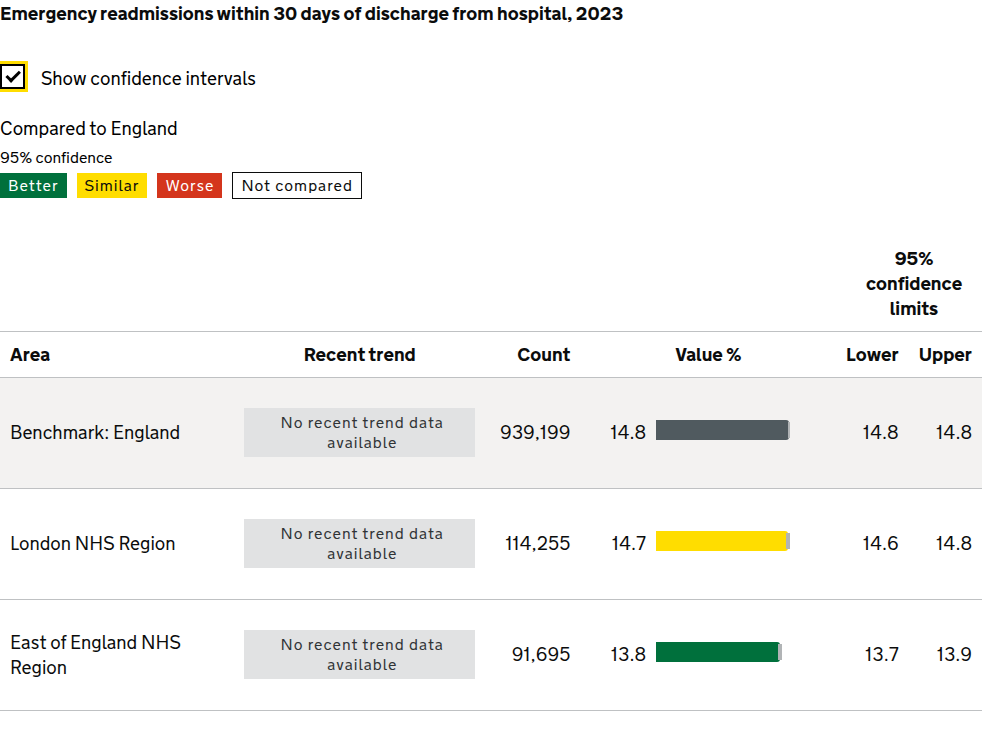 Emergency readmissions within 30 days of discharge from hospital, 2023
Show confidence intervals
Compared to England
95% confidence
Better Similar Worse Not compared
95%
confidence
limits
Area Recent trend Count Value % Lower Upper
Benchmark: England No recent trend data available 939,199 14.8 14.8 14.8
London NHS Region No recent trend data available 114,255 14.7 14.6 14.8
East of England NHS Region No recent trend data available 91,695 13.8 13.7 13.9